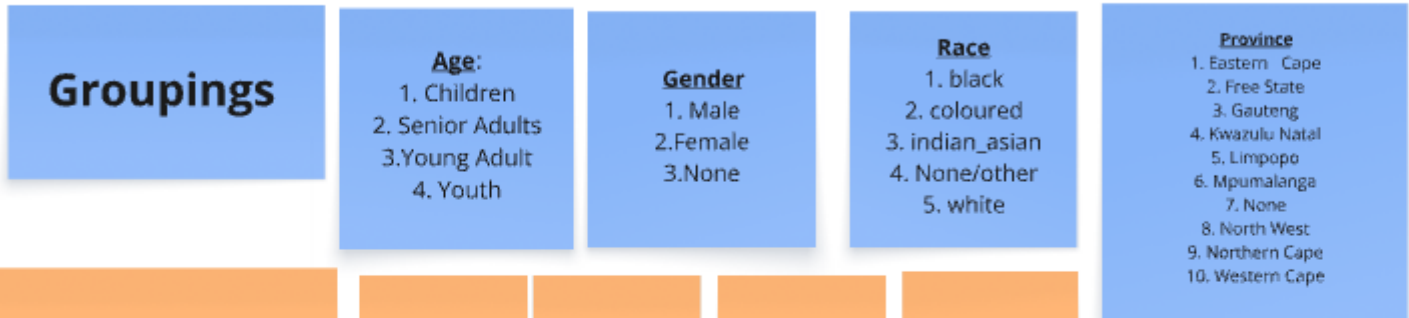 Groupings
Age:
1. Children
2. Senior Adults
3.Young Adult
4. Youth
Gender
1. Male
2.Female
3.None
Race
1. black
2. coloured
3. indian_asian
4. None/other
5. white
Province
1. Eastern Cape
2. Free State
3. Gauteng
4. Kwazulu Natal
5. Limpopo
6. Mpumalanga
7. None
8. North West
9. Northern Cape
10. Western Cape